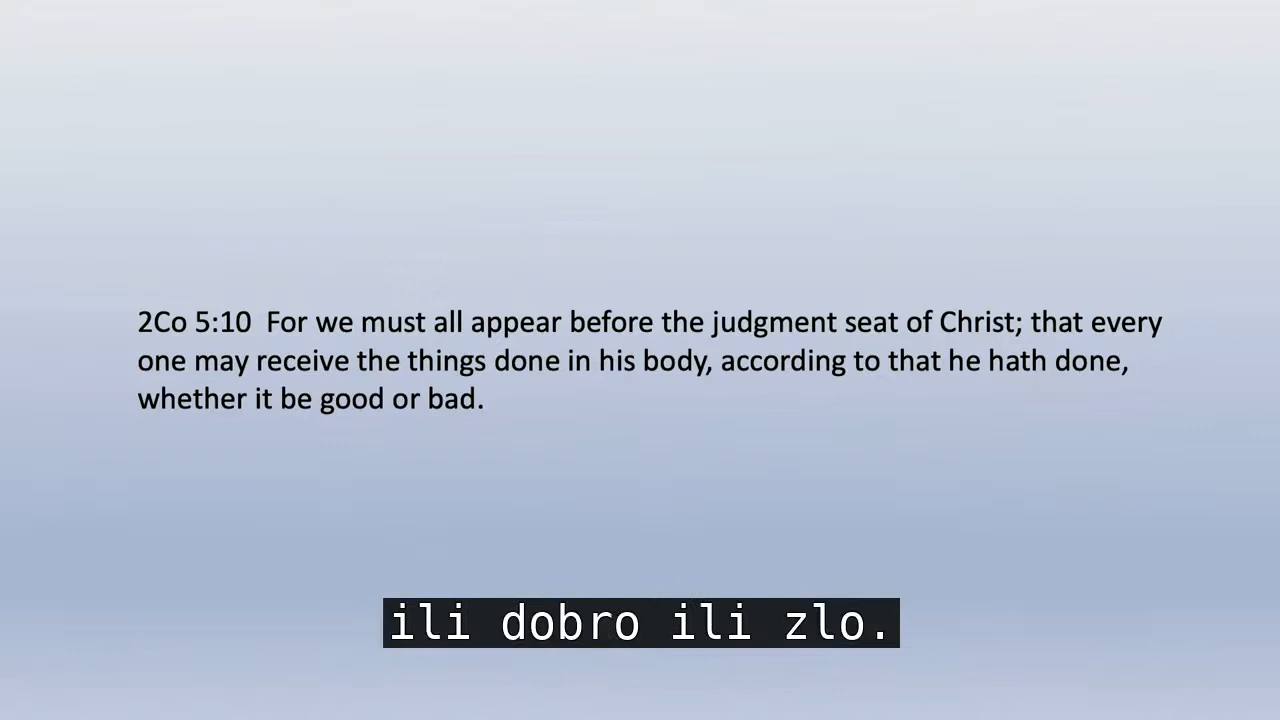 2Co 5:10  For we must all appear before the judgment seat of Christ; that every
one may receive the things done in his body, according to that he hath done,
whether it be good or bad.
ili dobro ili zlo.